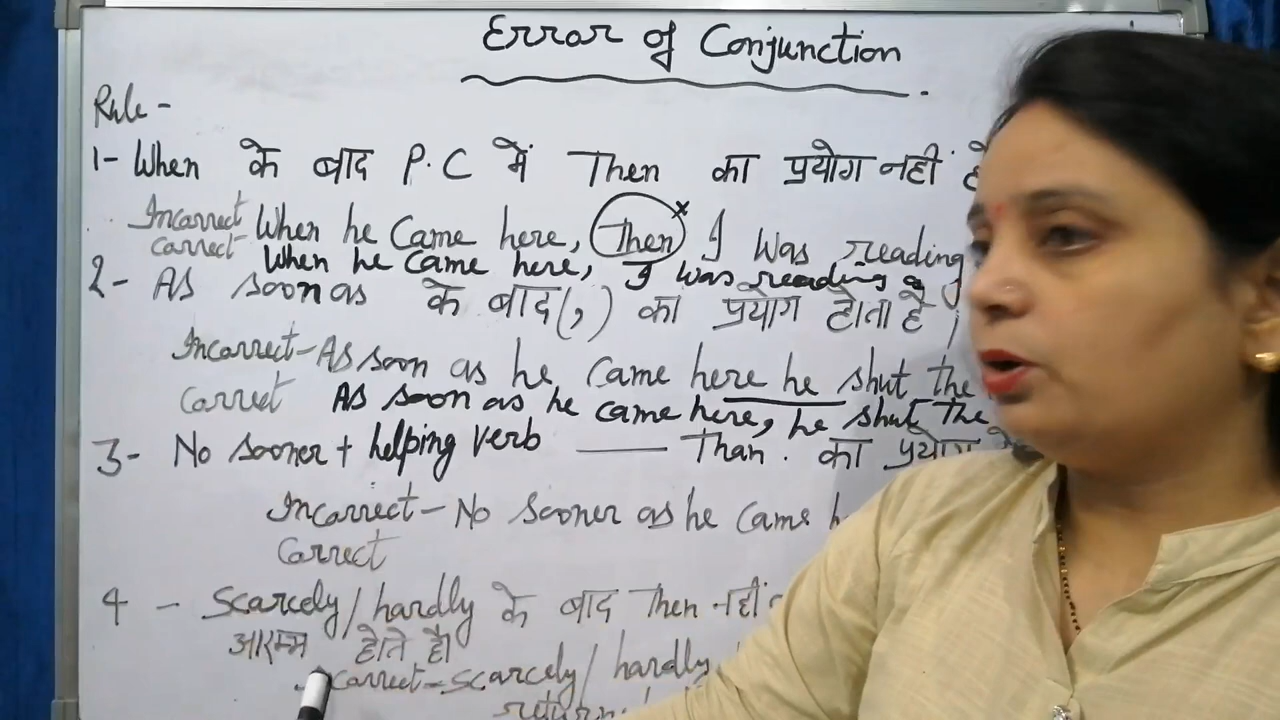 Error of Conjunction
Rule -
1- When के बाद P.C में Then का प्रयोग नहीं
Incorrect When he Came here, Then I Was reading
Correct- When he came here, I was reading a
2- As soon as के बाद (,) का प्रयोग होता है।
Incorrect - As soon as he Came here he shut the
Correct As soon as he came here, he shut The
3- No sooner + helping verb —— Than. का प्रयोग
Incorrect - No sooner as he Came
Correct
4 - Scarcely/hardly के बाद Then नहीं
आरम्भ होते है।
correct- scarcely/hardly